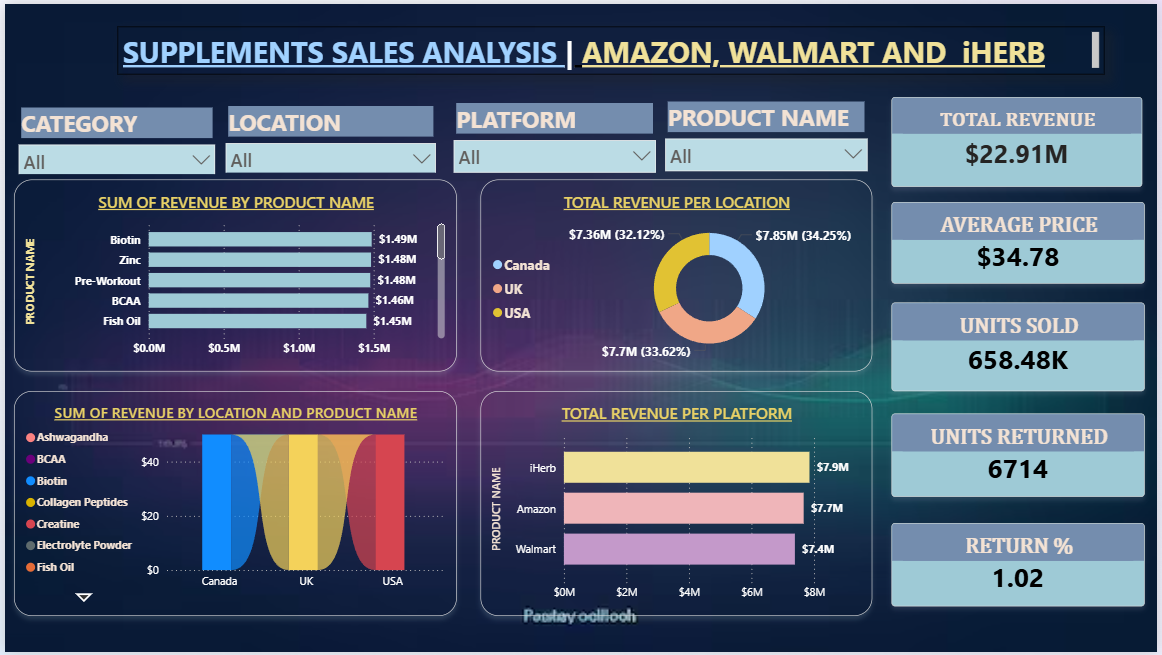 SUPPLEMENTS SALES ANALYSIS | AMAZON, WALMART AND iHERB
CATEGORY
LOCATION
PLATFORM
PRODUCT NAME
All
All
All
All
TOTAL REVENUE
$22.91M
AVERAGE PRICE
$34.78
UNITS SOLD
658.48K
UNITS RETURNED
6714
RETURN %
1.02
SUM OF REVENUE BY PRODUCT NAME
PRODUCT NAME
Biotin $1.49M
Zinc $1.48M
Pre-Workout $1.48M
BCAA $1.46M
Fish Oil $1.45M
$0.0M $0.5M $1.0M $1.5M
TOTAL REVENUE PER LOCATION
$7.36M (32.12%) $7.85M (34.25%)
Canada
UK
USA
$7.7M (33.62%)
SUM OF REVENUE BY LOCATION AND PRODUCT NAME
Ashwagandha
BCAA
Biotin
Collagen Peptides
Creatine
Electrolyte Powder
Fish Oil
$40
$20
$0
Canada UK USA
TOTAL REVENUE PER PLATFORM
PRODUCT NAME
iHerb $7.9M
Amazon $7.7M
Walmart $7.4M
$0M $2M $4M $6M $8M